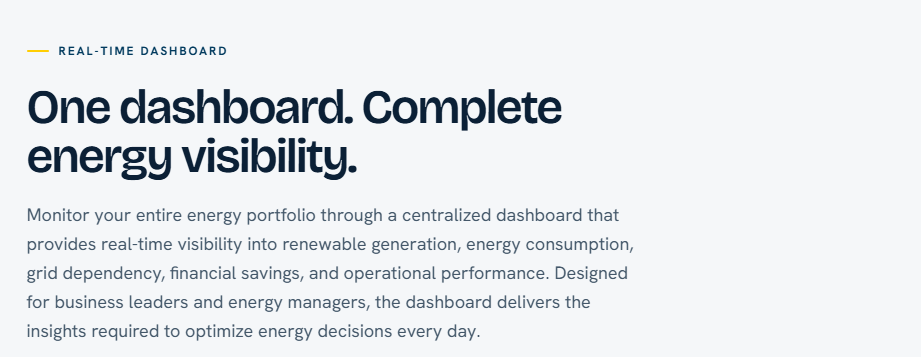 REAL-TIME DASHBOARD
One dashboard. Complete
energy visibility.
Monitor your entire energy portfolio through a centralized dashboard that
provides real-time visibility into renewable generation, energy consumption,
grid dependency, financial savings, and operational performance. Designed
for business leaders and energy managers, the dashboard delivers the
insights required to optimize energy decisions every day.